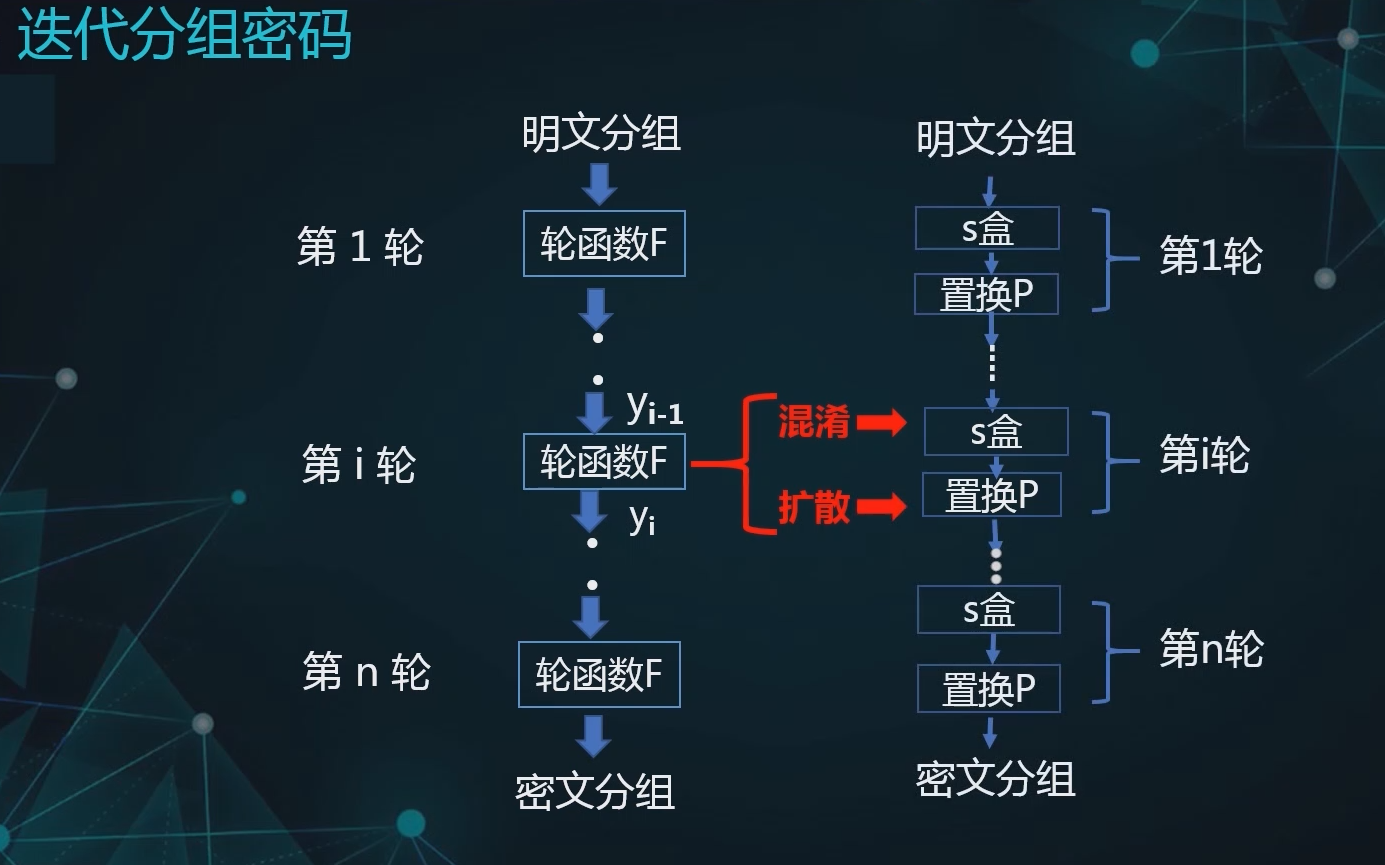 迭代分组密码
明文分组
第 1 轮
轮函数F
yi-1
第 i 轮
轮函数F
yi
第 n 轮
轮函数F
密文分组
混淆
扩散
明文分组
s盒
置换P
第1轮
s盒
置换P
第i轮
s盒
置换P
第n轮
密文分组